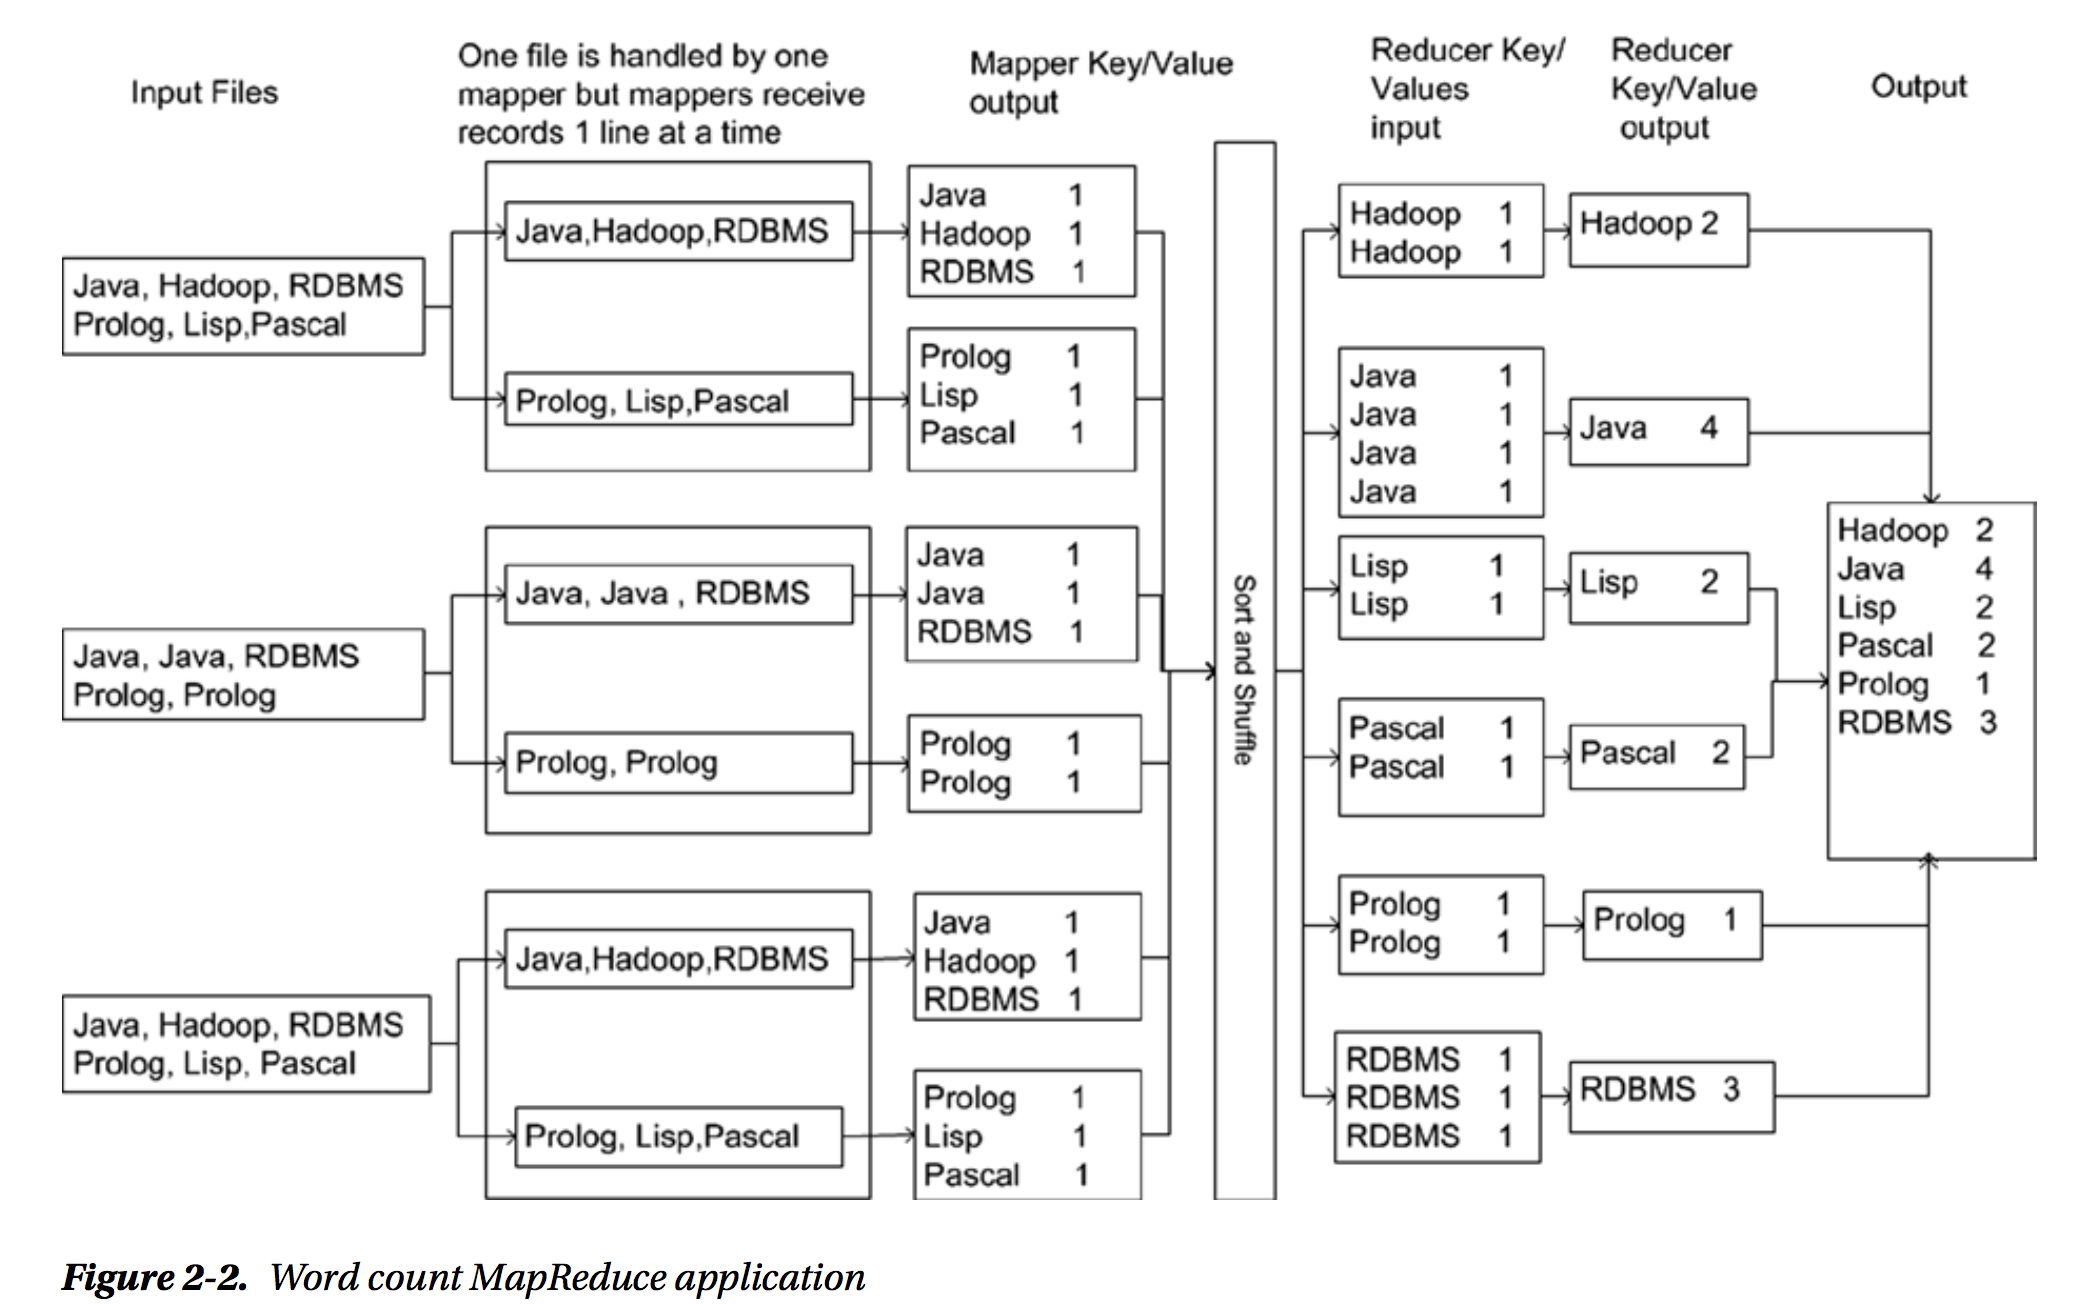 Input Files
One file is handled by one
mapper but mappers receive
records 1 line at a time
Mapper Key/Value
output
Reducer Key/
Values
input
Reducer
Key/Value
output
Output
Java, Hadoop, RDBMS
Prolog, Lisp,Pascal
Java,Hadoop,RDBMS
Prolog, Lisp,Pascal
Java 1
Hadoop 1
RDBMS 1
Prolog 1
Lisp 1
Pascal 1
Java, Java, RDBMS
Prolog, Prolog
Java, Java , RDBMS
Prolog, Prolog
Java 1
Java 1
RDBMS 1
Prolog 1
Prolog 1
Java, Hadoop, RDBMS
Prolog, Lisp, Pascal
Java,Hadoop,RDBMS
Prolog, Lisp,Pascal
Java 1
Hadoop 1
RDBMS 1
Prolog 1
Lisp 1
Pascal 1
Sort and Shuffle
Hadoop 1
Hadoop 1
Hadoop 2
Java 1
Java 1
Java 1
Java 1
Java 4
Lisp 1
Lisp 1
Lisp 2
Pascal 1
Pascal 1
Pascal 2
Prolog 1
Prolog 1
Prolog 1
RDBMS 1
RDBMS 1
RDBMS 1
RDBMS 3
Hadoop 2
Java 4
Lisp 2
Pascal 2
Prolog 1
RDBMS 3
Figure 2-2. Word count MapReduce application